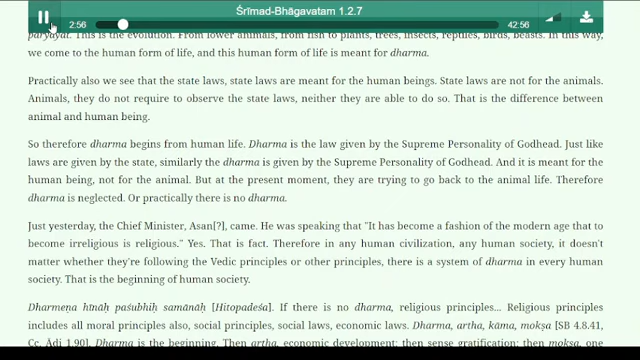 Śrīmad-Bhāgavatam 1.2.7
2:56
42:56
paryāyaṭ. This is the evolution. From lower animals, from fish to plants, trees, insects, reptiles, birds, beasts. In this way,
we come to the human form of life, and this human form of life is meant for dharma.
Practically also we see that the state laws, state laws are meant for the human beings. State laws are not for the animals.
Animals, they do not require to observe the state laws, neither they are able to do so. That is the difference between
animal and human being.
So therefore dharma begins from human life. Dharma is the law given by the Supreme Personality of Godhead. Just like
laws are given by the state, similarly the dharma is given by the Supreme Personality of Godhead. And it is meant for the
human being, not for the animal. But at the present moment, they are trying to go back to the animal life. Therefore
dharma is neglected. Or practically there is no dharma.
Just yesterday, the Chief Minister, Asan[?], came. He was speaking that "It has become a fashion of the modern age that to
become irreligious is religious." Yes. That is fact. Therefore in any human civilization, any human society, it doesn't
matter whether they're following the Vedic principles or other principles, there is a system of dharma in every human
society. That is the beginning of human society.
Dharmeṇa hīnāḥ paśubhiḥ samānāḥ [Hitopadeśa]. If there is no dharma, religious principles... Religious principles
includes all moral principles also, social principles, social laws, economic laws. Dharma, artha, kāma, mokṣa [SB 4.8.41,
Cc. Ādi 1.90]. Dharma is the beginning. Then artha, economic development; then sense gratification; then mokṣa, one